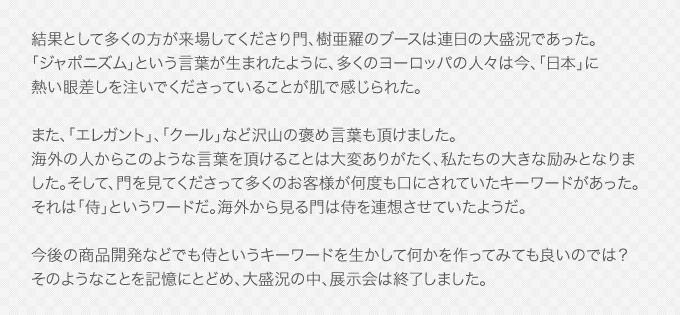 結果として多くの方が来場してくださり門、樹亜羅のブースは連日の大盛況であった。
「ジャポニズム」という言葉が生まれたように、多くのヨーロッパの人々は今、「日本」に
熱い眼差しを注いでくださっていることが肌で感じられた。
また、「エレガント」、「クール」など沢山の褒め言葉も頂けました。
海外の人からこのような言葉を頂けることは大変ありがたく、私たちの大きな励みとなりま
した。そして、門を見てくださって多くのお客様が何度も口にされていたキーワードがあった。
それは「侍」というワードだ。海外から見る門は侍を連想させていたようだ。
今後の商品開発などでも侍というキーワードを生かして何かを作ってみても良いのでは？
そのようなことを記憶にとどめ、大盛況の中、展示会は終了しました。